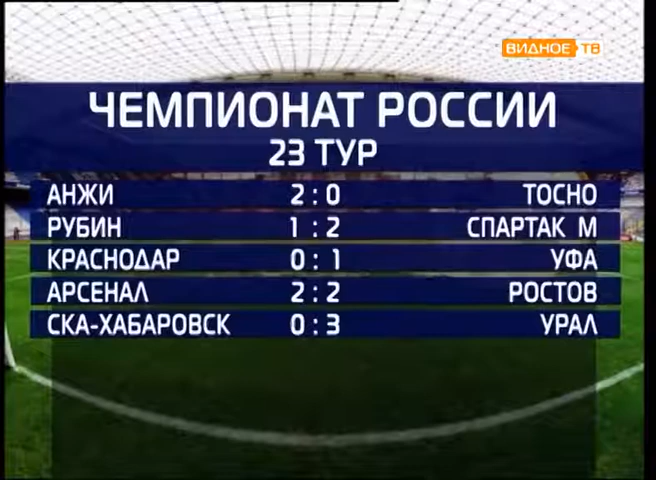 ВИДНОЕ ТВ
ЧЕМПИОНАТ РОССИИ
23 ТУР
АНЖИ 2:0 ТОСНО
РУБИН 1:2 СПАРТАК М
КРАСНОДАР 0:1 УФА
АРСЕНАЛ 2:2 РОСТОВ
СКА-ХАБАРОВСК 0:3 УРАЛ